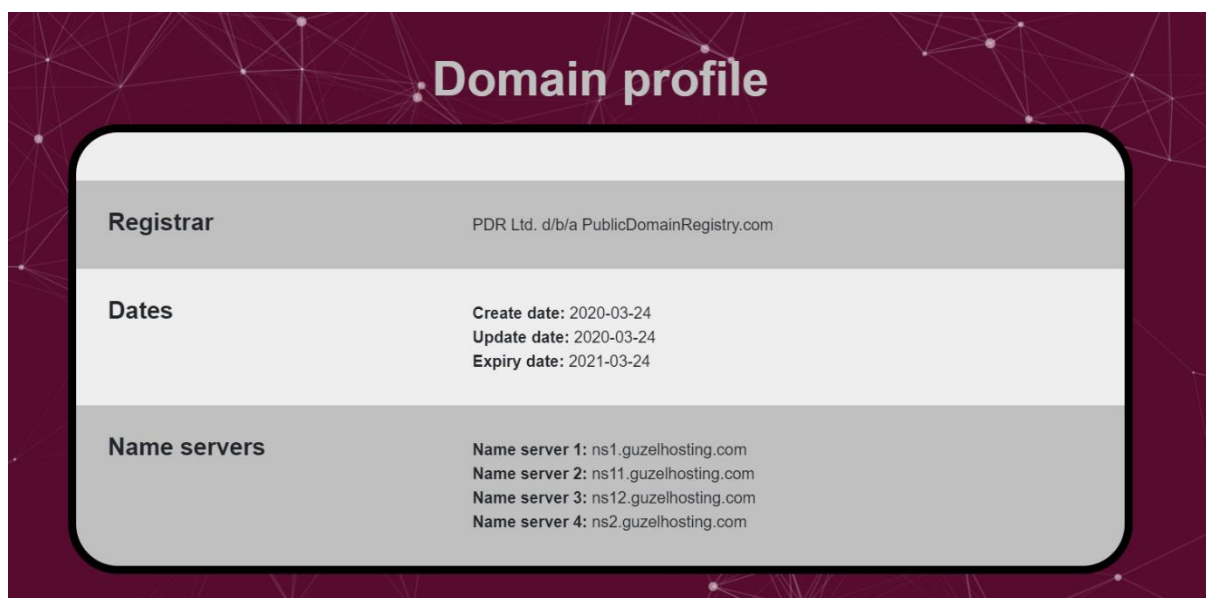 Domain profile
Registrar
PDR Ltd. d/b/a PublicDomainRegistry.com
Dates
Create date: 2020-03-24
Update date: 2020-03-24
Expiry date: 2021-03-24
Name servers
Name server 1: ns1.guzelhosting.com
Name server 2: ns11.guzelhosting.com
Name server 3: ns12.guzelhosting.com
Name server 4: ns2.guzelhosting.com